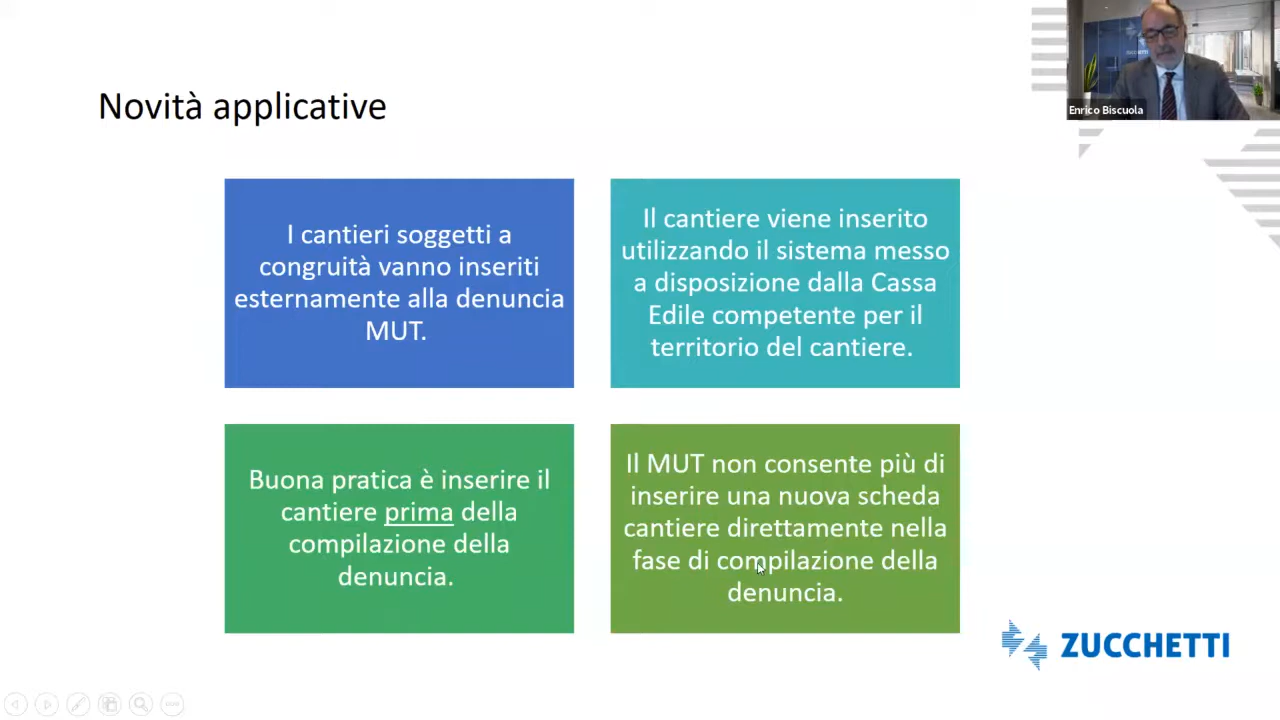 Novità applicative
I cantieri soggetti a
congruità vanno inseriti
esternamente alla denuncia
MUT.
Il cantiere viene inserito
utilizzando il sistema messo
a disposizione dalla Cassa
Edile competente per il
territorio del cantiere.
Buona pratica è inserire il
cantiere prima della
compilazione della
denuncia.
Il MUT non consente più di
inserire una nuova scheda
cantiere direttamente nella
fase di compilazione della
denuncia.
Enrico Biscuola
ZUCCHETTI